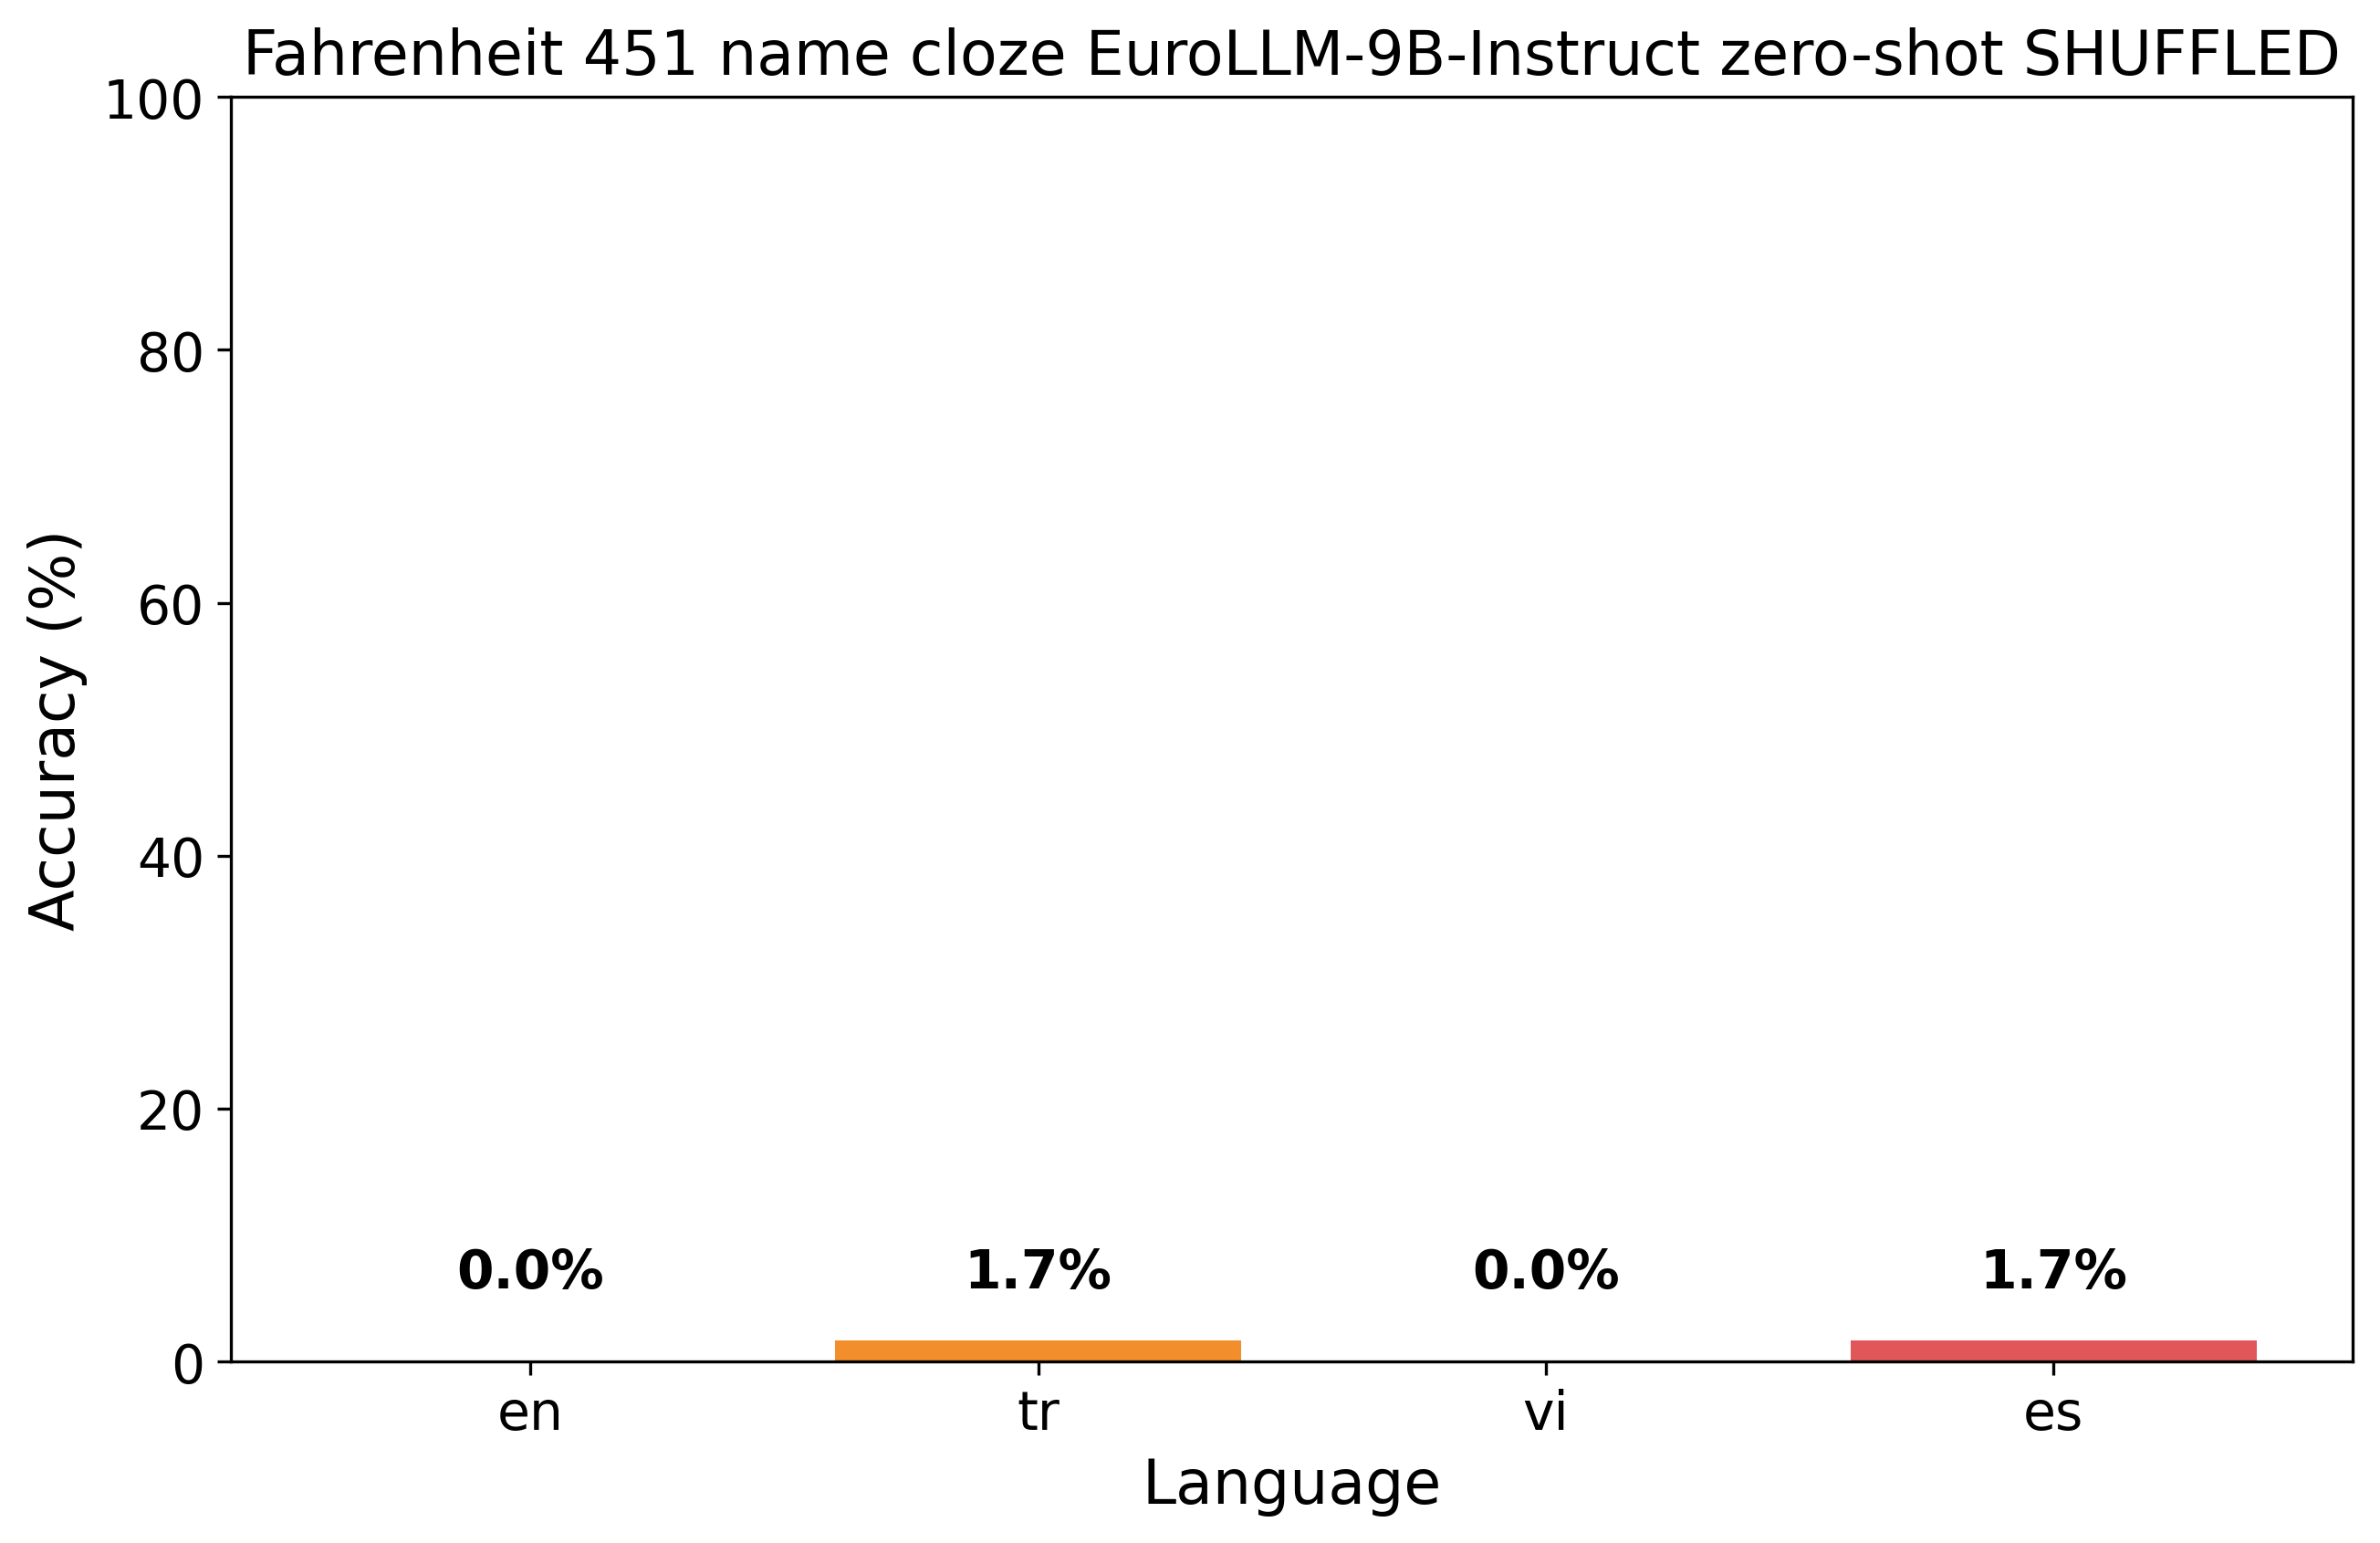 Fahrenheit 451 name cloze EuroLLM-9B-Instruct zero-shot SHUFFLED
Accuracy (%)
100
80
60
40
20
0
0.0%
1.7%
0.0%
1.7%
en
tr
vi
es
Language